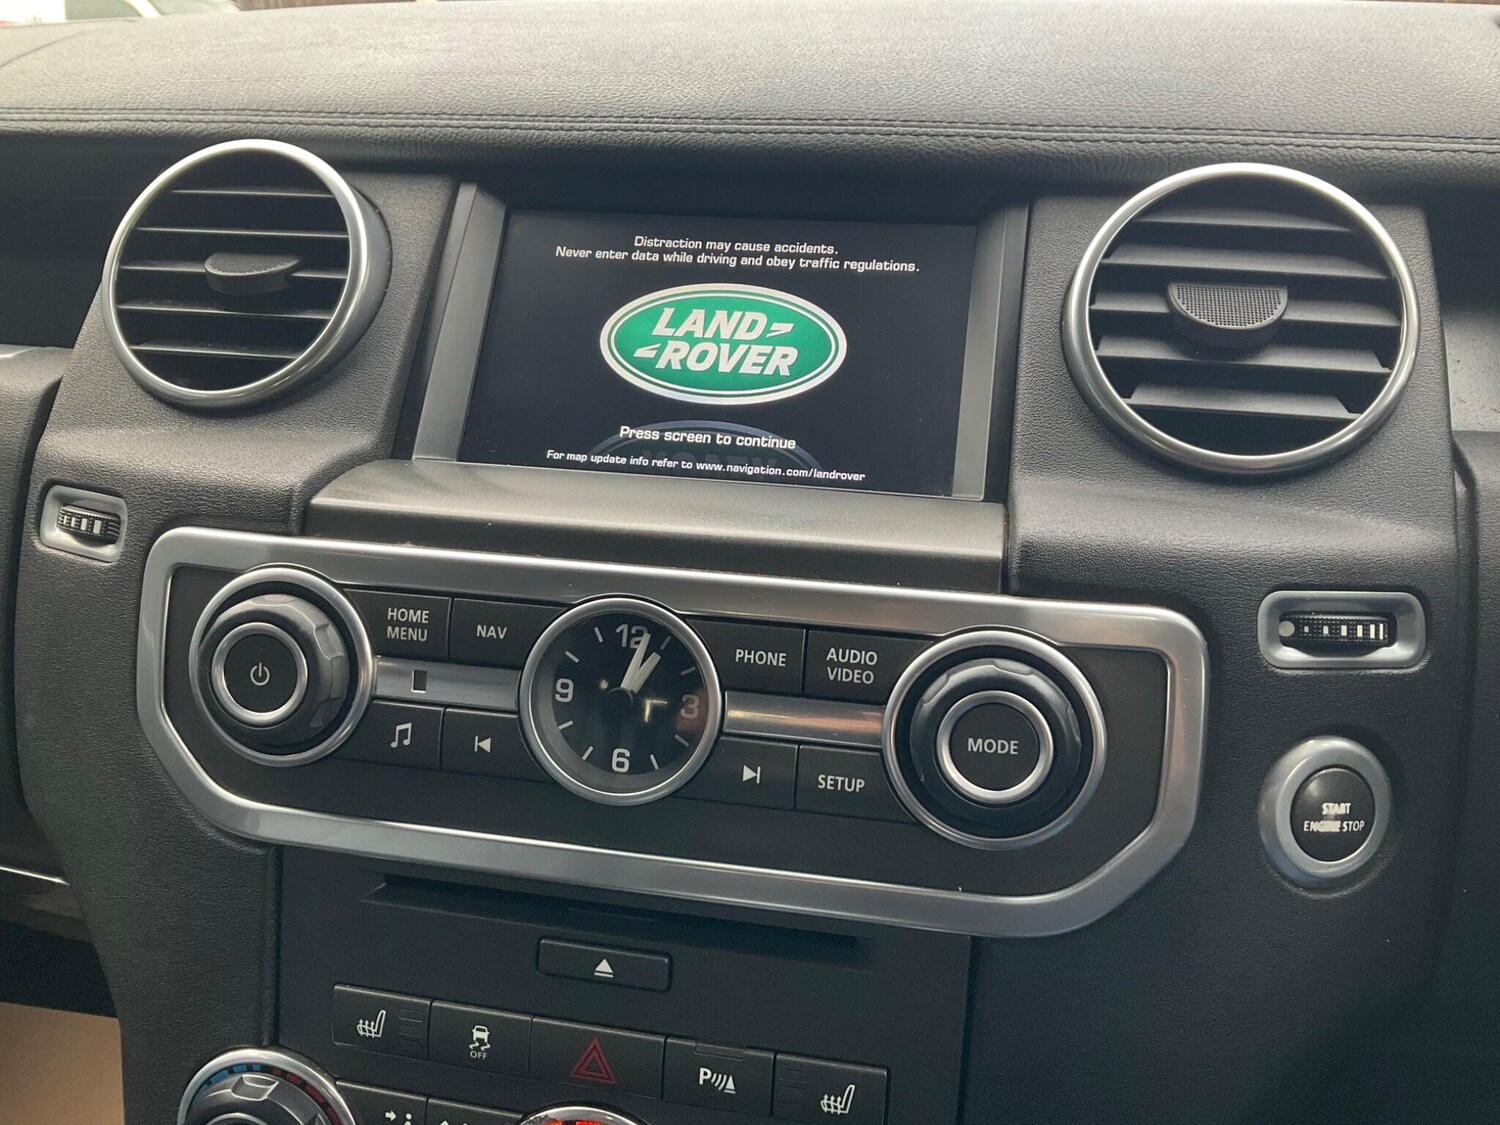 Distraction may cause accidents.
Never enter data while driving and obey traffic regulations.
LAND
ROVER
Press screen to continue
For map update info refer to www.navigation.com/landrover
HOME
MENU
NAV
12
3
6
9
PHONE
AUDIO
VIDEO
SETUP
MODE
START
ENGINE STOP
OFF
P